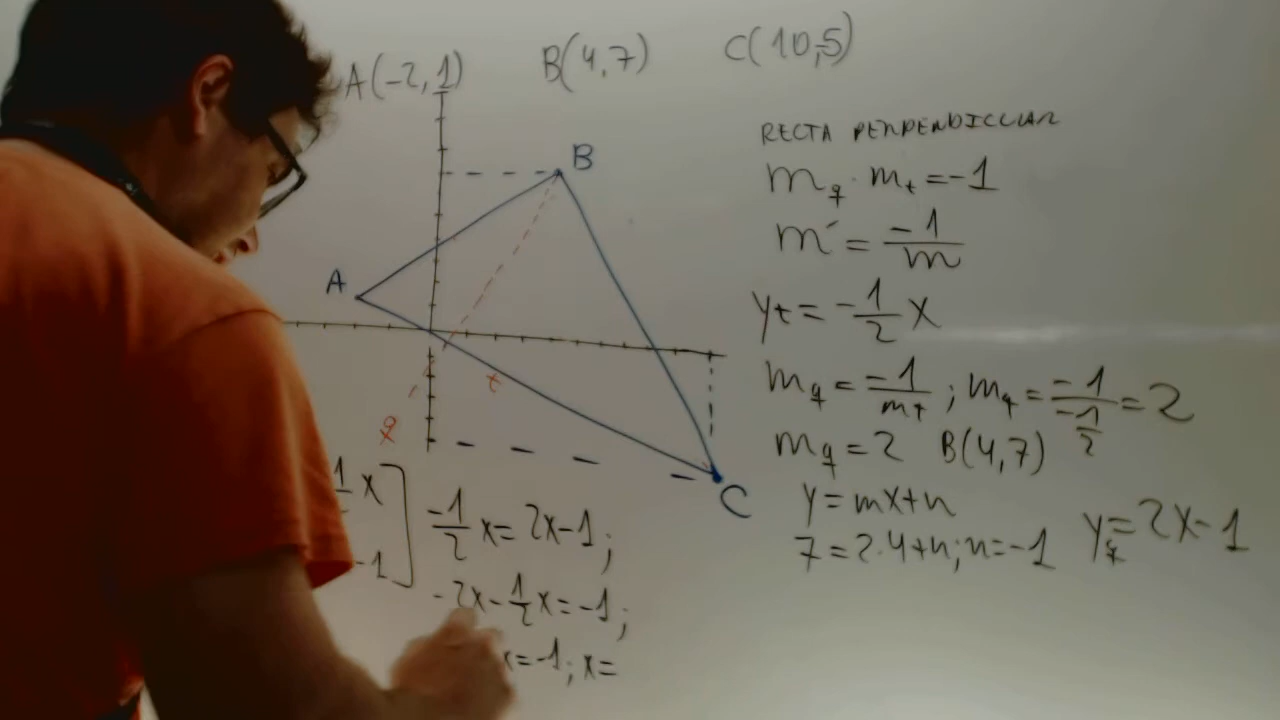 A(-2,1) B(4,7) C(10,-5)
RECTA PERPENDICULAR
m_q · m_t = -1
m' = -1/m
y_t = -1/2 x
m_q = -1/m_t ; m_q = -1/(-1/2) = 2
m_q = 2 B(4,7)
y = mx+n
7 = 2·4+n; n=-1 y_q = 2x-1
B
A
t
q
C
x
-1
-1/2 x = 2x-1;
-2x - 1/2 x = -1;
x = -1; x =